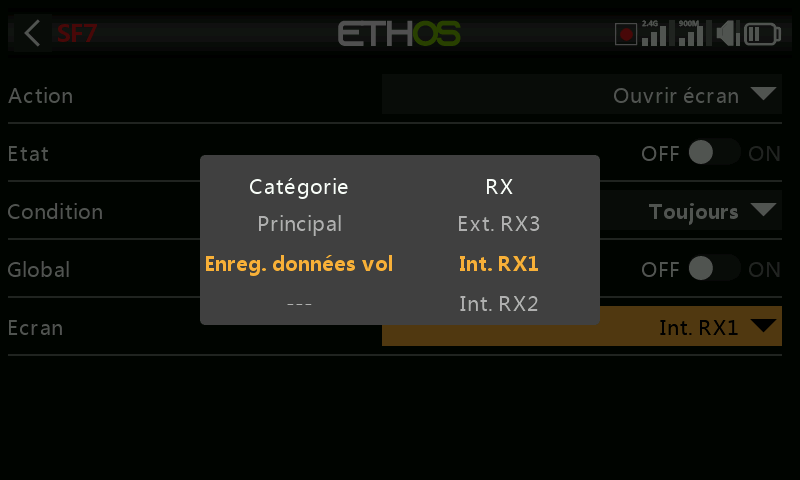 SF7
ETHOS
2.4G
900M
Action
Ouvrir écran
Etat
OFF ON
Condition
Toujours
Global
OFF ON
Ecran
Int. RX1
Catégorie RX
Principal Ext. RX3
Enreg. données vol Int. RX1
--- Int. RX2